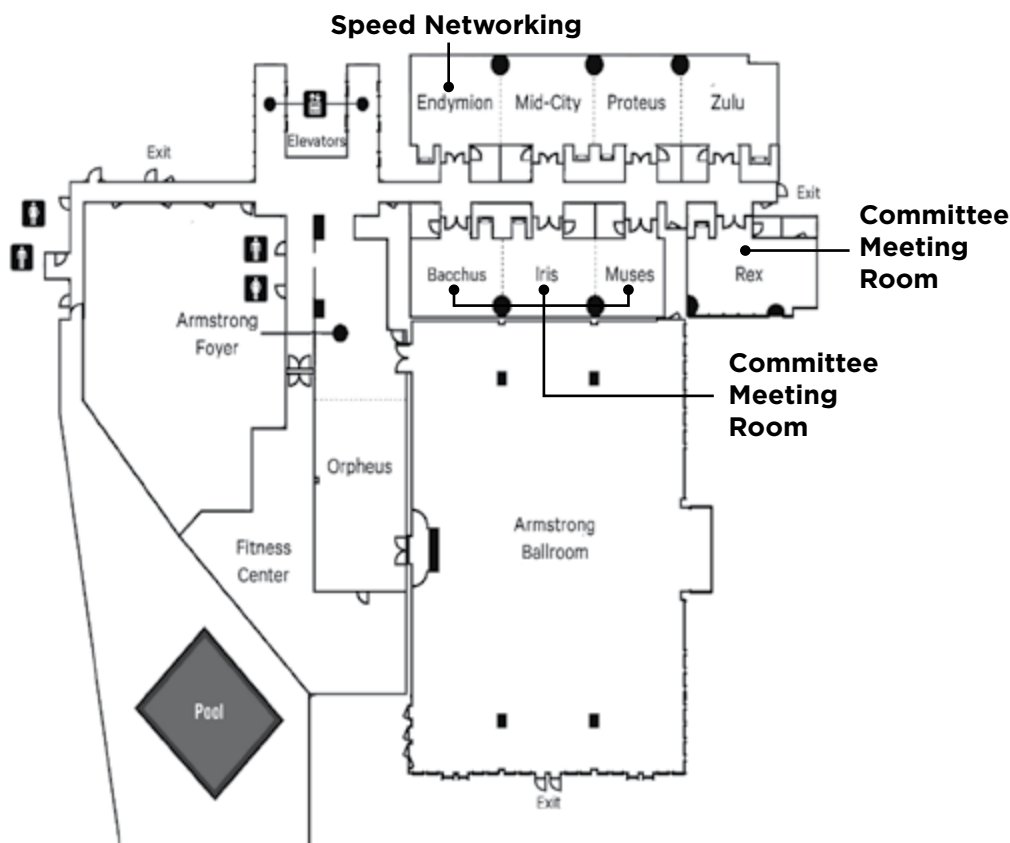 Speed Networking
Endymion
Mid-City
Proteus
Zulu
Elevators
Exit
Exit
Committee
Meeting
Room
Bacchus
Iris
Muses
Rex
Armstrong
Foyer
Committee
Meeting
Room
Orpheus
Armstrong
Ballroom
Fitness
Center
Pool
Exit